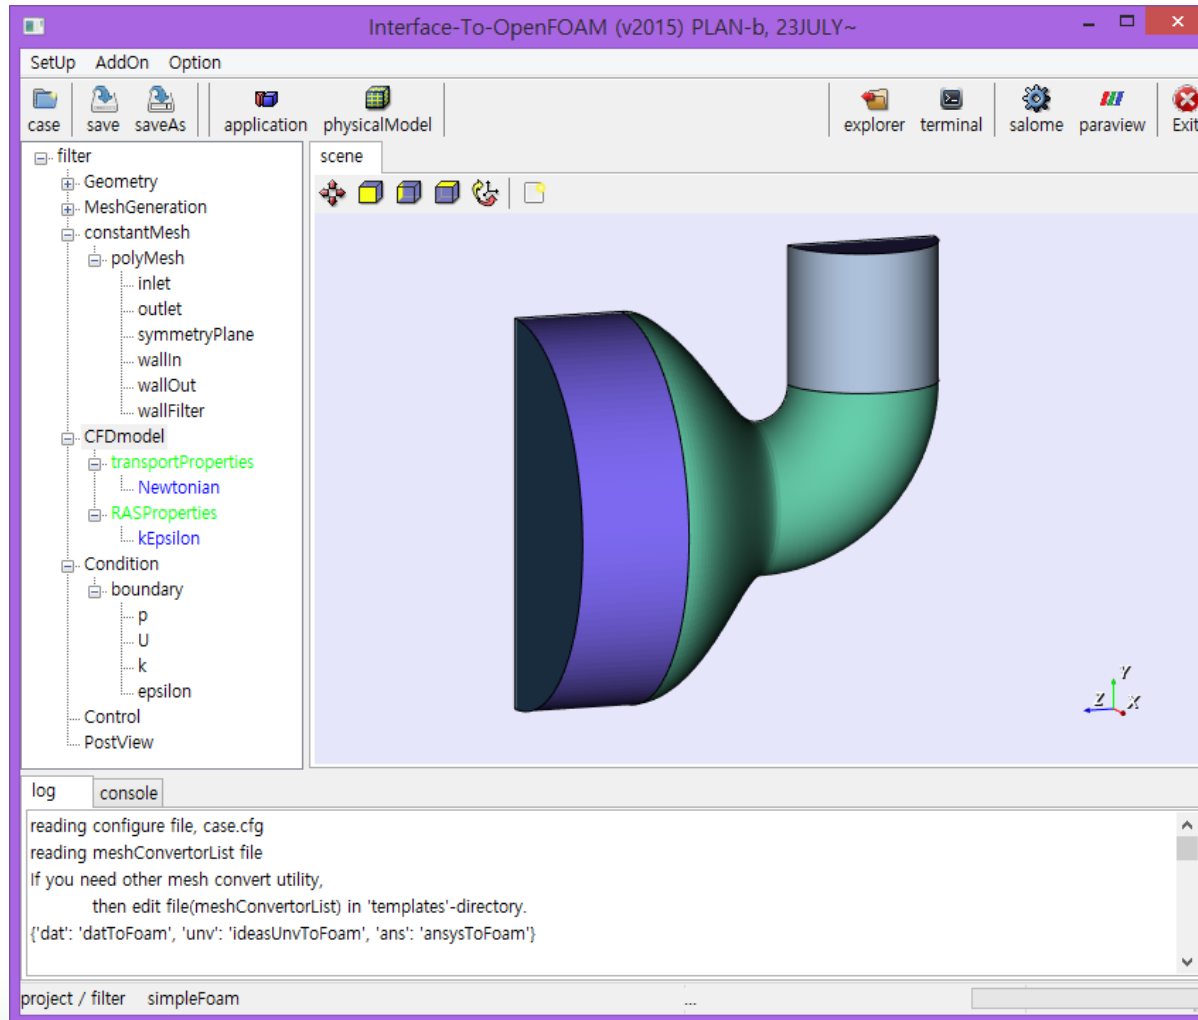 Interface-To-OpenFOAM (v2015) PLAN-b, 23JULY~
SetUp AddOn Option
case save saveAs application physicalModel explorer terminal salome paraview Exit
filter
Geometry
MeshGeneration
constantMesh
polyMesh
inlet
outlet
symmetryPlane
wallIn
wallOut
wallFilter
CFDmodel
transportProperties
Newtonian
RASProperties
kEpsilon
Condition
boundary
p
U
k
epsilon
Control
PostView
scene
Y
Z X
log console
reading configure file, case.cfg
reading meshConvertorList file
If you need other mesh convert utility,
then edit file(meshConvertorList) in 'templates'-directory.
{'dat': 'datToFoam', 'unv': 'ideasUnvToFoam', 'ans': 'ansysToFoam'}
project / filter simpleFoam ...